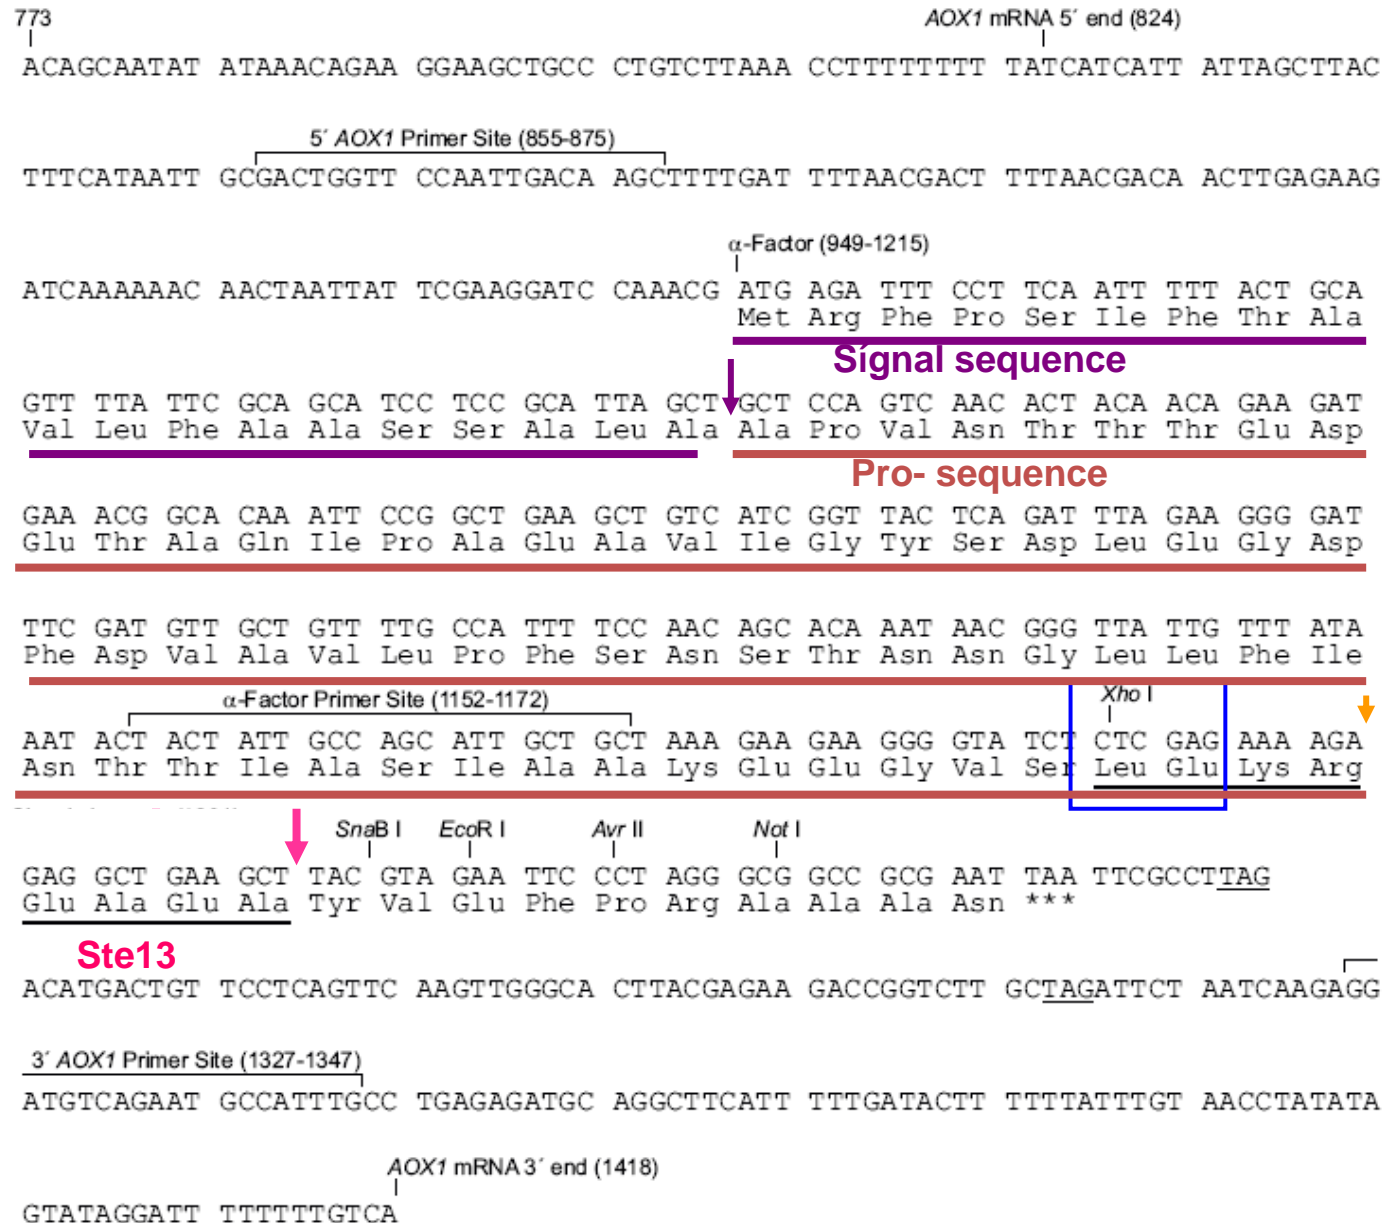 773
AOX1 mRNA 5´ end (824)
ACAGCAATAT ATAAACAGAA GGAAGCTGCC CTGTCTTAAA CCTTTTTTTT TATCATCATT ATTAGCTTAC
5´ AOX1 Primer Site (855-875)
TTTCATAATT GCGACTGGTT CCAATTGACA AGCTTTTGAT TTTAACGACT TTTAACGACA ACTTGAGAAG
α-Factor (949-1215)
ATCAAAAAAC AACTAATTAT TCGAAGGATC CAAACG ATG AGA TTT CCT TCA ATT TTT ACT GCA
Met Arg Phe Pro Ser Ile Phe Thr Ala
Sígnal sequence
GTT TTA TTC GCA GCA TCC TCC GCA TTA GCT GCT CCA GTC AAC ACT ACA ACA GAA GAT
Val Leu Phe Ala Ala Ser Ser Ala Leu Ala Ala Pro Val Asn Thr Thr Thr Glu Asp
Pro- sequence
GAA ACG GCA CAA ATT CCG GCT GAA GCT GTC ATC GGT TAC TCA GAT TTA GAA GGG GAT
Glu Thr Ala Gln Ile Pro Ala Glu Ala Val Ile Gly Tyr Ser Asp Leu Glu Gly Asp
TTC GAT GTT GCT GTT TTG CCA TTT TCC AAC AGC ACA AAT AAC GGG TTA TTG TTT ATA
Phe Asp Val Ala Val Leu Pro Phe Ser Asn Ser Thr Asn Asn Gly Leu Leu Phe Ile
α-Factor Primer Site (1152-1172)
Xho I
AAT ACT ACT ATT GCC AGC ATT GCT GCT AAA GAA GAA GGG GTA TCT CTC GAG AAA AGA
Asn Thr Thr Ile Ala Ser Ile Ala Ala Lys Glu Glu Gly Val Ser Leu Glu Lys Arg
SnaB I EcoR I Avr II Not I
GAG GCT GAA GCT TAC GTA GAA TTC CCT AGG GCG GCC GCG AAT TAA TTCGCCTTAG
Glu Ala Glu Ala Tyr Val Glu Phe Pro Arg Ala Ala Ala Asn ***
Ste13
ACATGACTGT TCCTCAGTTC AAGTTGGGCA CTTACGAGAA GACCGGTCTT GCTAGATTCT AATCAAGAGG
3´ AOX1 Primer Site (1327-1347)
ATGTCAGAAT GCCATTTGCC TGAGAGATGC AGGCTTCATT TTTGATACTT TTTTATTTGT AACCTATATA
AOX1 mRNA 3´ end (1418)
GTATAGGATT TTTTTTGTCA